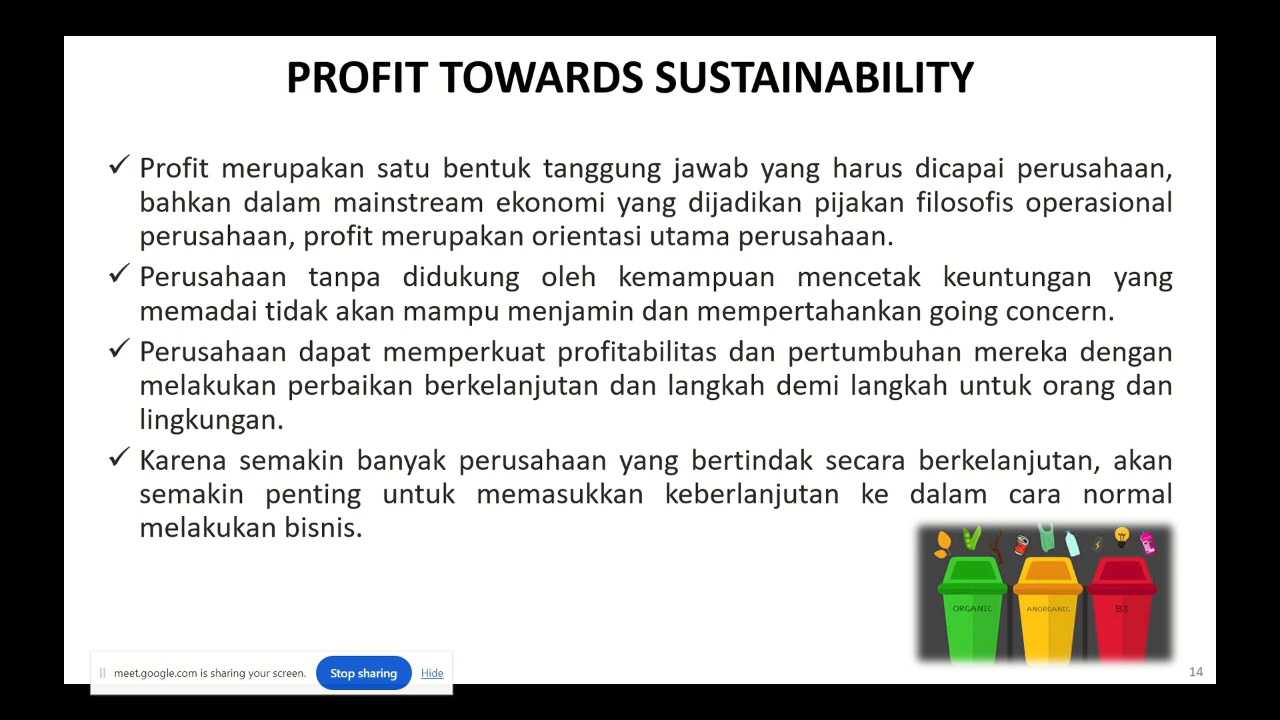 PROFIT TOWARDS SUSTAINABILITY
✓ Profit merupakan satu bentuk tanggung jawab yang harus dicapai perusahaan,
bahkan dalam mainstream ekonomi yang dijadikan pijakan filosofis operasional
perusahaan, profit merupakan orientasi utama perusahaan.
✓ Perusahaan tanpa didukung oleh kemampuan mencetak keuntungan yang
memadai tidak akan mampu menjamin dan mempertahankan going concern.
✓ Perusahaan dapat memperkuat profitabilitas dan pertumbuhan mereka dengan
melakukan perbaikan berkelanjutan dan langkah demi langkah untuk orang dan
lingkungan.
✓ Karena semakin banyak perusahaan yang bertindak secara berkelanjutan, akan
semakin penting untuk memasukkan keberlanjutan ke dalam cara normal
melakukan bisnis.
ORGANIC ANORGANIC B3
meet.google.com is sharing your screen. Stop sharing Hide
14